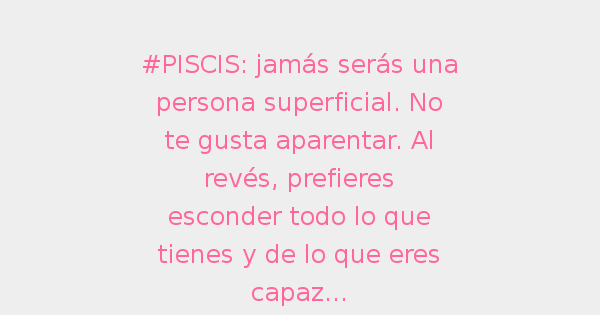 #PISCIS: jamás serás una
persona superficial. No
te gusta aparentar. Al
revés, prefieres
esconder todo lo que
tienes y de lo que eres
capaz...